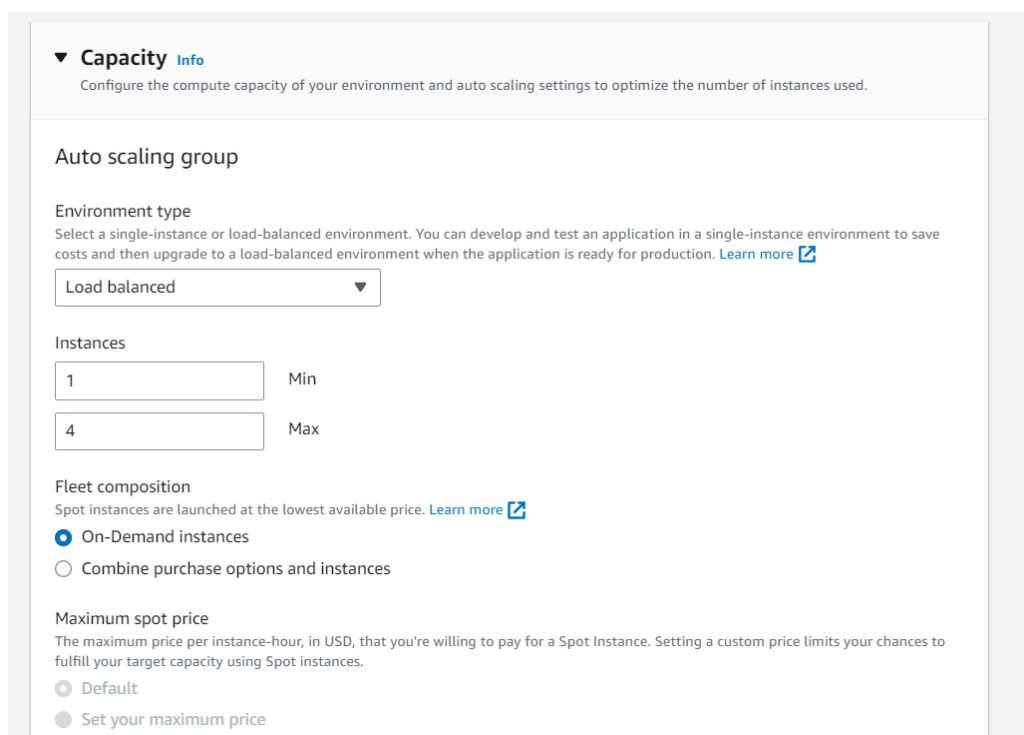 Capacity Info
Configure the compute capacity of your environment and auto scaling settings to optimize the number of instances used.
Auto scaling group
Environment type
Select a single-instance or load-balanced environment. You can develop and test an application in a single-instance environment to save
costs and then upgrade to a load-balanced environment when the application is ready for production. Learn more
Load balanced
Instances
1 Min
4 Max
Fleet composition
Spot instances are launched at the lowest available price. Learn more
On-Demand instances
Combine purchase options and instances
Maximum spot price
The maximum price per instance-hour, in USD, that you're willing to pay for a Spot Instance. Setting a custom price limits your chances to
fulfill your target capacity using Spot instances.
Default
Set your maximum price